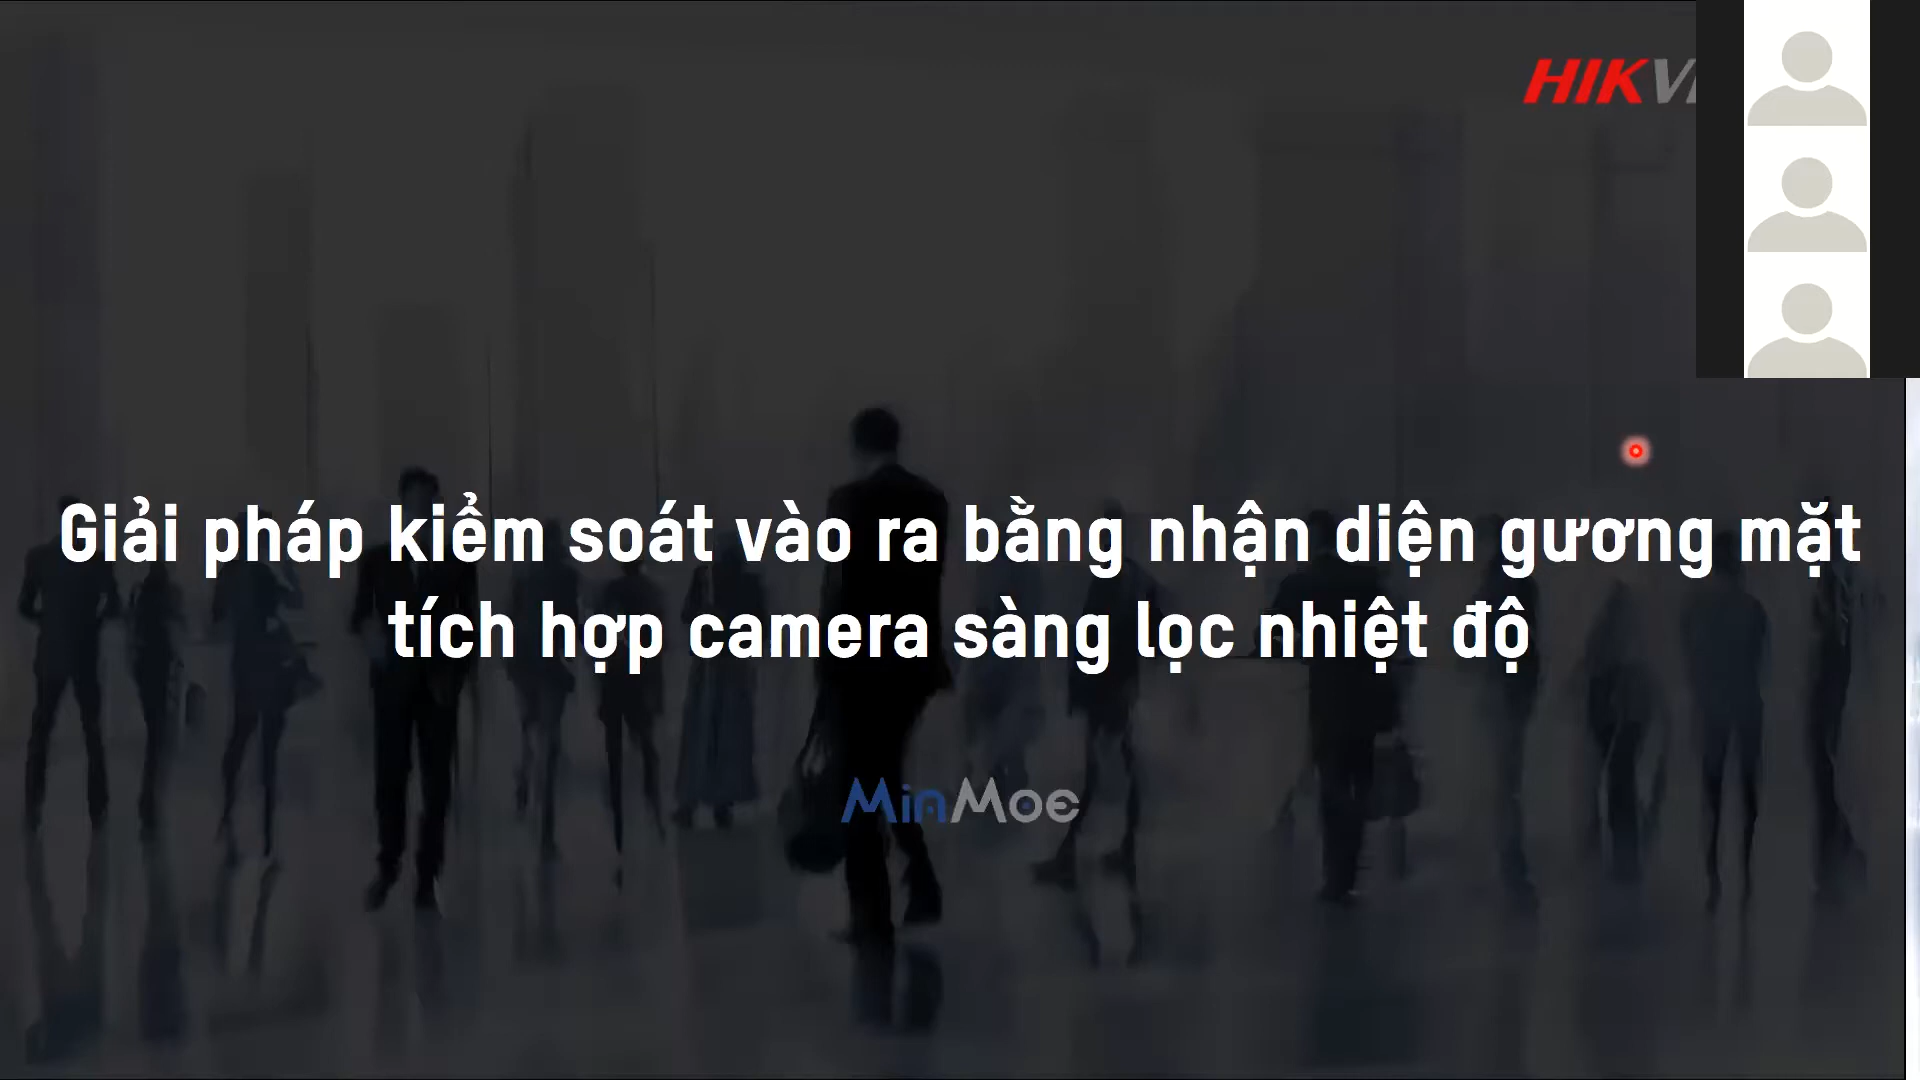 Giải pháp kiểm soát vào ra bằng nhận diện gương mặt
tích hợp camera sàng lọc nhiệt độ
MinMoe